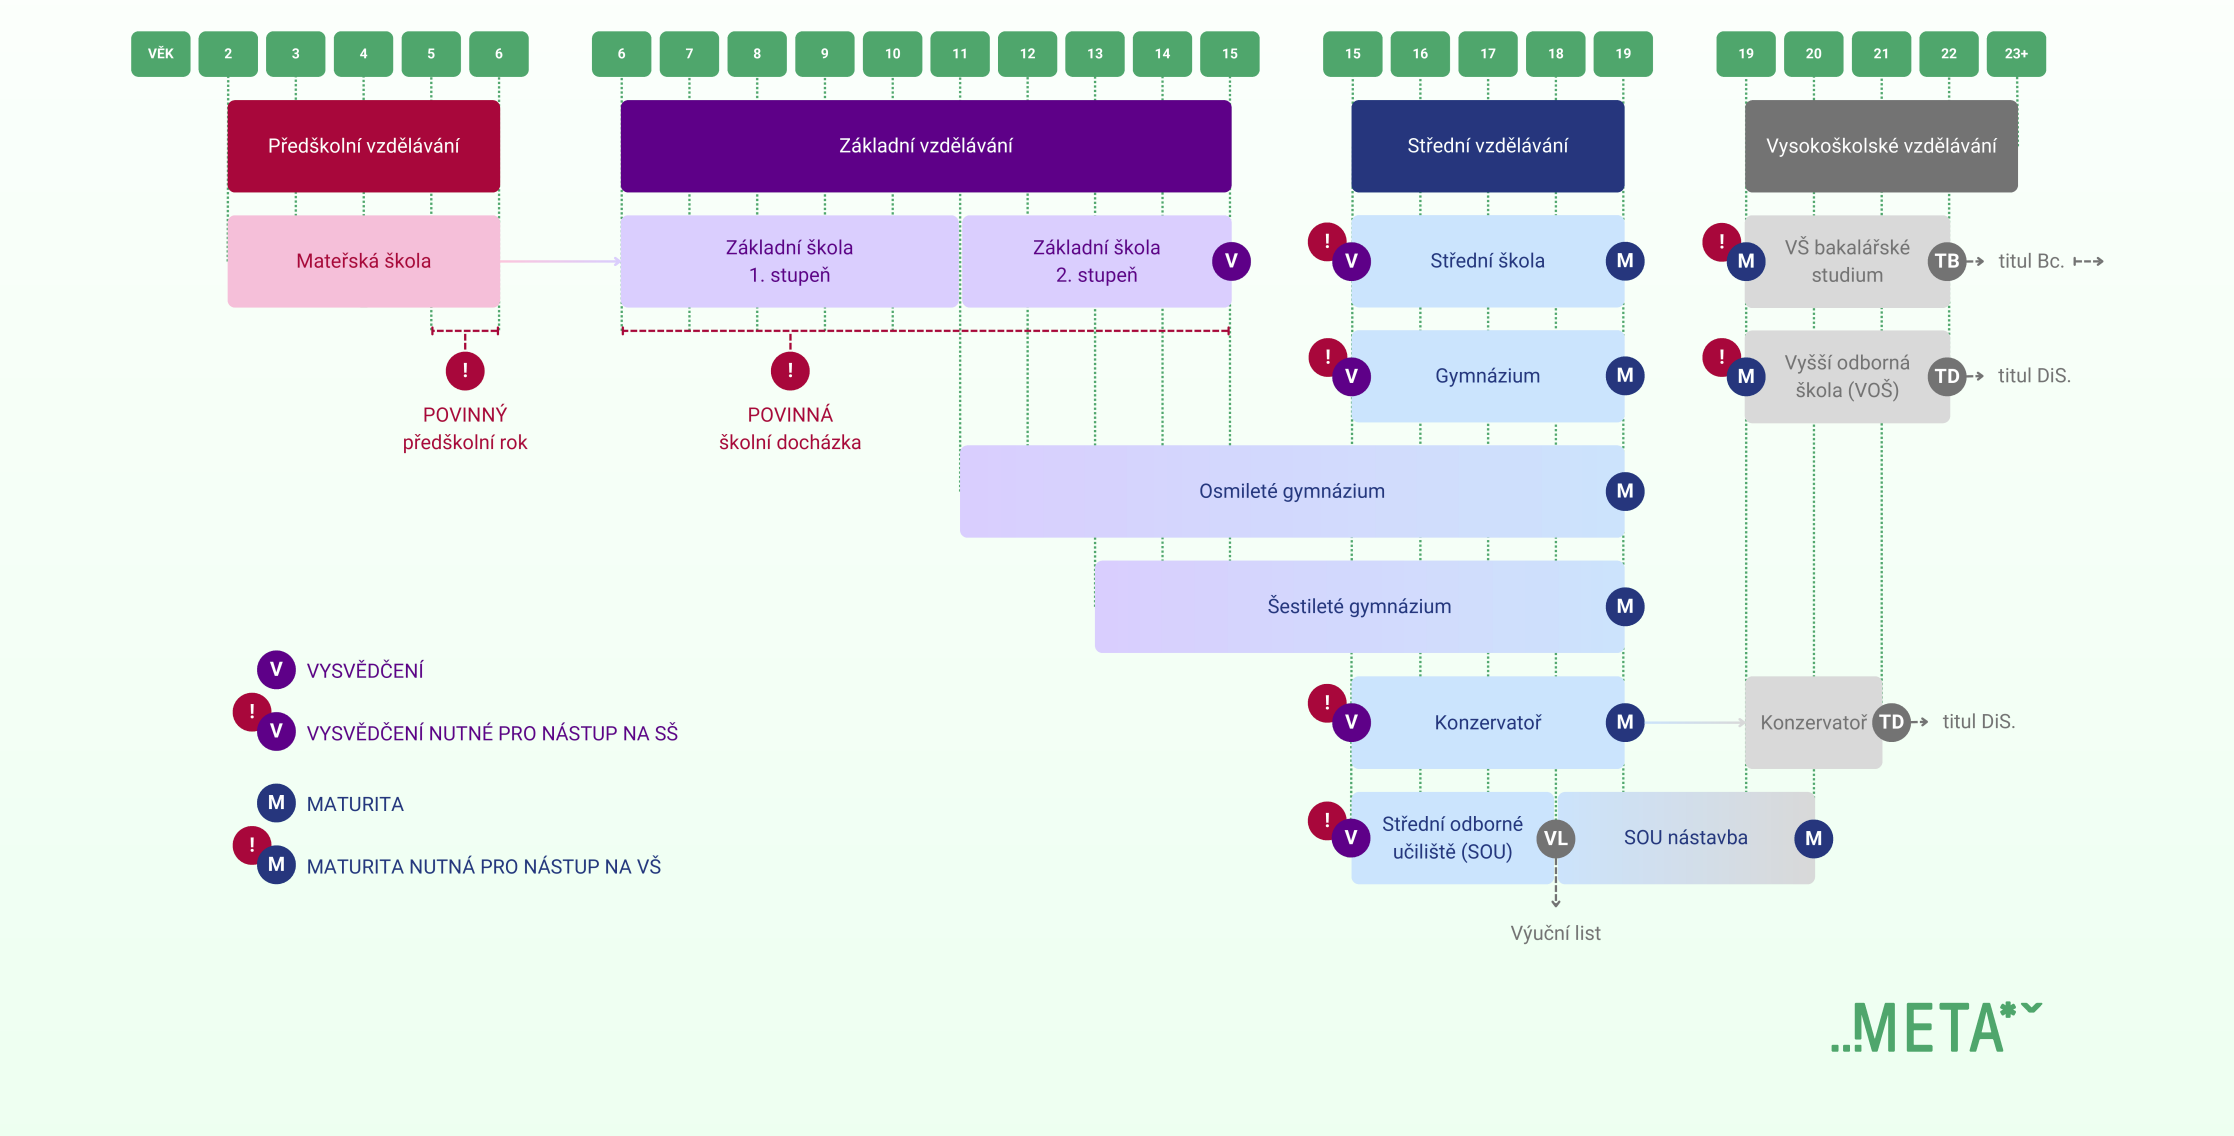 VĚK 2 3 4 5 6 6 7 8 9 10 11 12 13 14 15 15 16 17 18 19 19 20 21 22 23+
Předškolní vzdělávání
Základní vzdělávání
Střední vzdělávání
Vysokoškolské vzdělávání
Mateřská škola
Základní škola
1. stupeň
Základní škola
2. stupeň
V
!
V
Střední škola
M
!
M
VŠ bakalářské
studium
TB
titul Bc.
!
POVINNÝ
předškolní rok
!
POVINNÁ
školní docházka
!
V
Gymnázium
M
!
M
Vyšší odborná
škola (VOŠ)
TD
titul DiS.
Osmileté gymnázium
M
Šestileté gymnázium
M
!
V
Konzervatoř
M
Konzervatoř
TD
titul DiS.
!
V
Střední odborné
učiliště (SOU)
VL
SOU nástavba
M
Výuční list
V VYSVĚDČENÍ
!
V VYSVĚDČENÍ NUTNÉ PRO NÁSTUP NA SŠ
M MATURITA
!
M MATURITA NUTNÁ PRO NÁSTUP NA VŠ
...META*ˇ